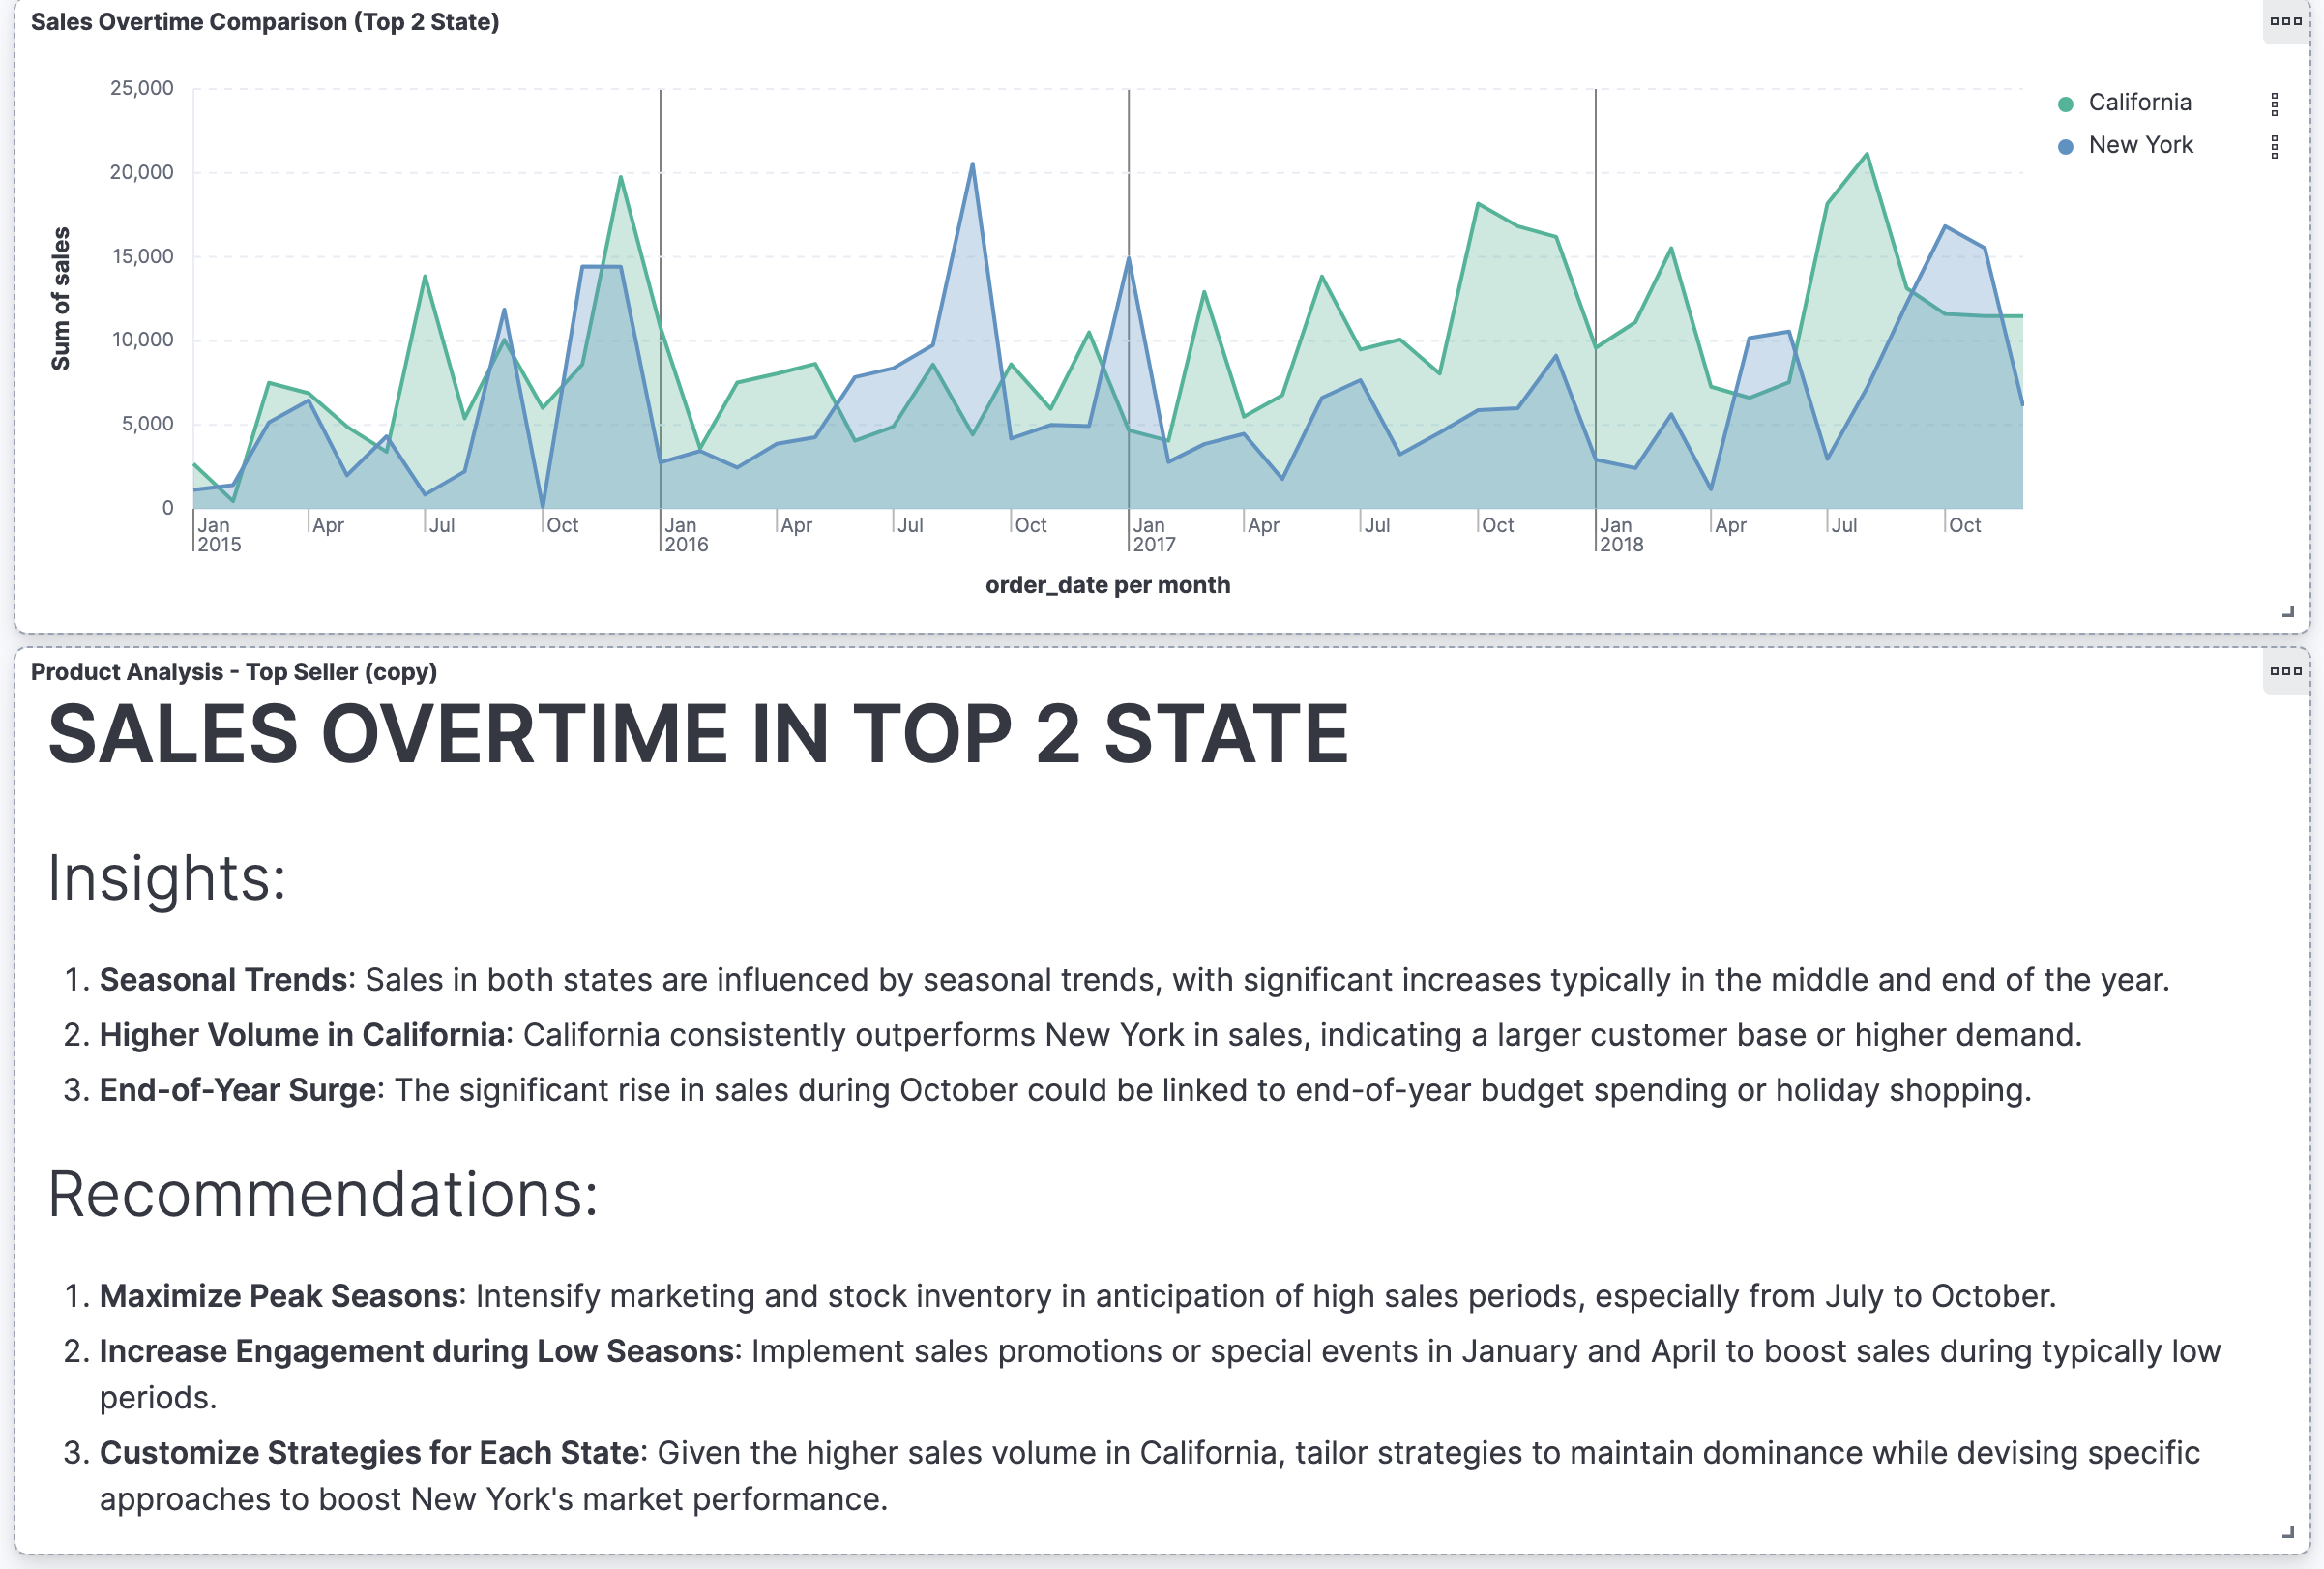 Sales Overtime Comparison (Top 2 State)
25,000
20,000
15,000
10,000
5,000
0
Sum of sales
Jan Apr Jul Oct Jan Apr Jul Oct Jan Apr Jul Oct Jan Apr Jul Oct
2015 2016 2017 2018
order_date per month
California
New York
Product Analysis - Top Seller (copy)
SALES OVERTIME IN TOP 2 STATE
Insights:
1. Seasonal Trends: Sales in both states are influenced by seasonal trends, with significant increases typically in the middle and end of the year.
2. Higher Volume in California: California consistently outperforms New York in sales, indicating a larger customer base or higher demand.
3. End-of-Year Surge: The significant rise in sales during October could be linked to end-of-year budget spending or holiday shopping.
Recommendations:
1. Maximize Peak Seasons: Intensify marketing and stock inventory in anticipation of high sales periods, especially from July to October.
2. Increase Engagement during Low Seasons: Implement sales promotions or special events in January and April to boost sales during typically low
periods.
3. Customize Strategies for Each State: Given the higher sales volume in California, tailor strategies to maintain dominance while devising specific
approaches to boost New York's market performance.